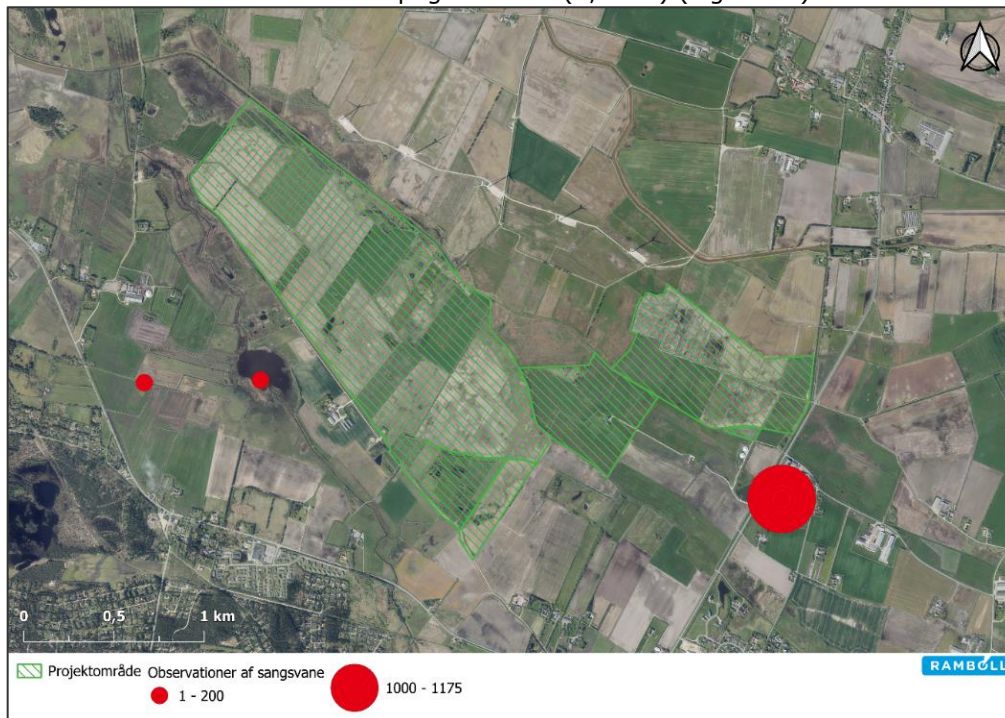 0 0,5 1 km
Projektområde Observationer af sangsvane
1 - 200
1000 - 1175
RAMBOLL